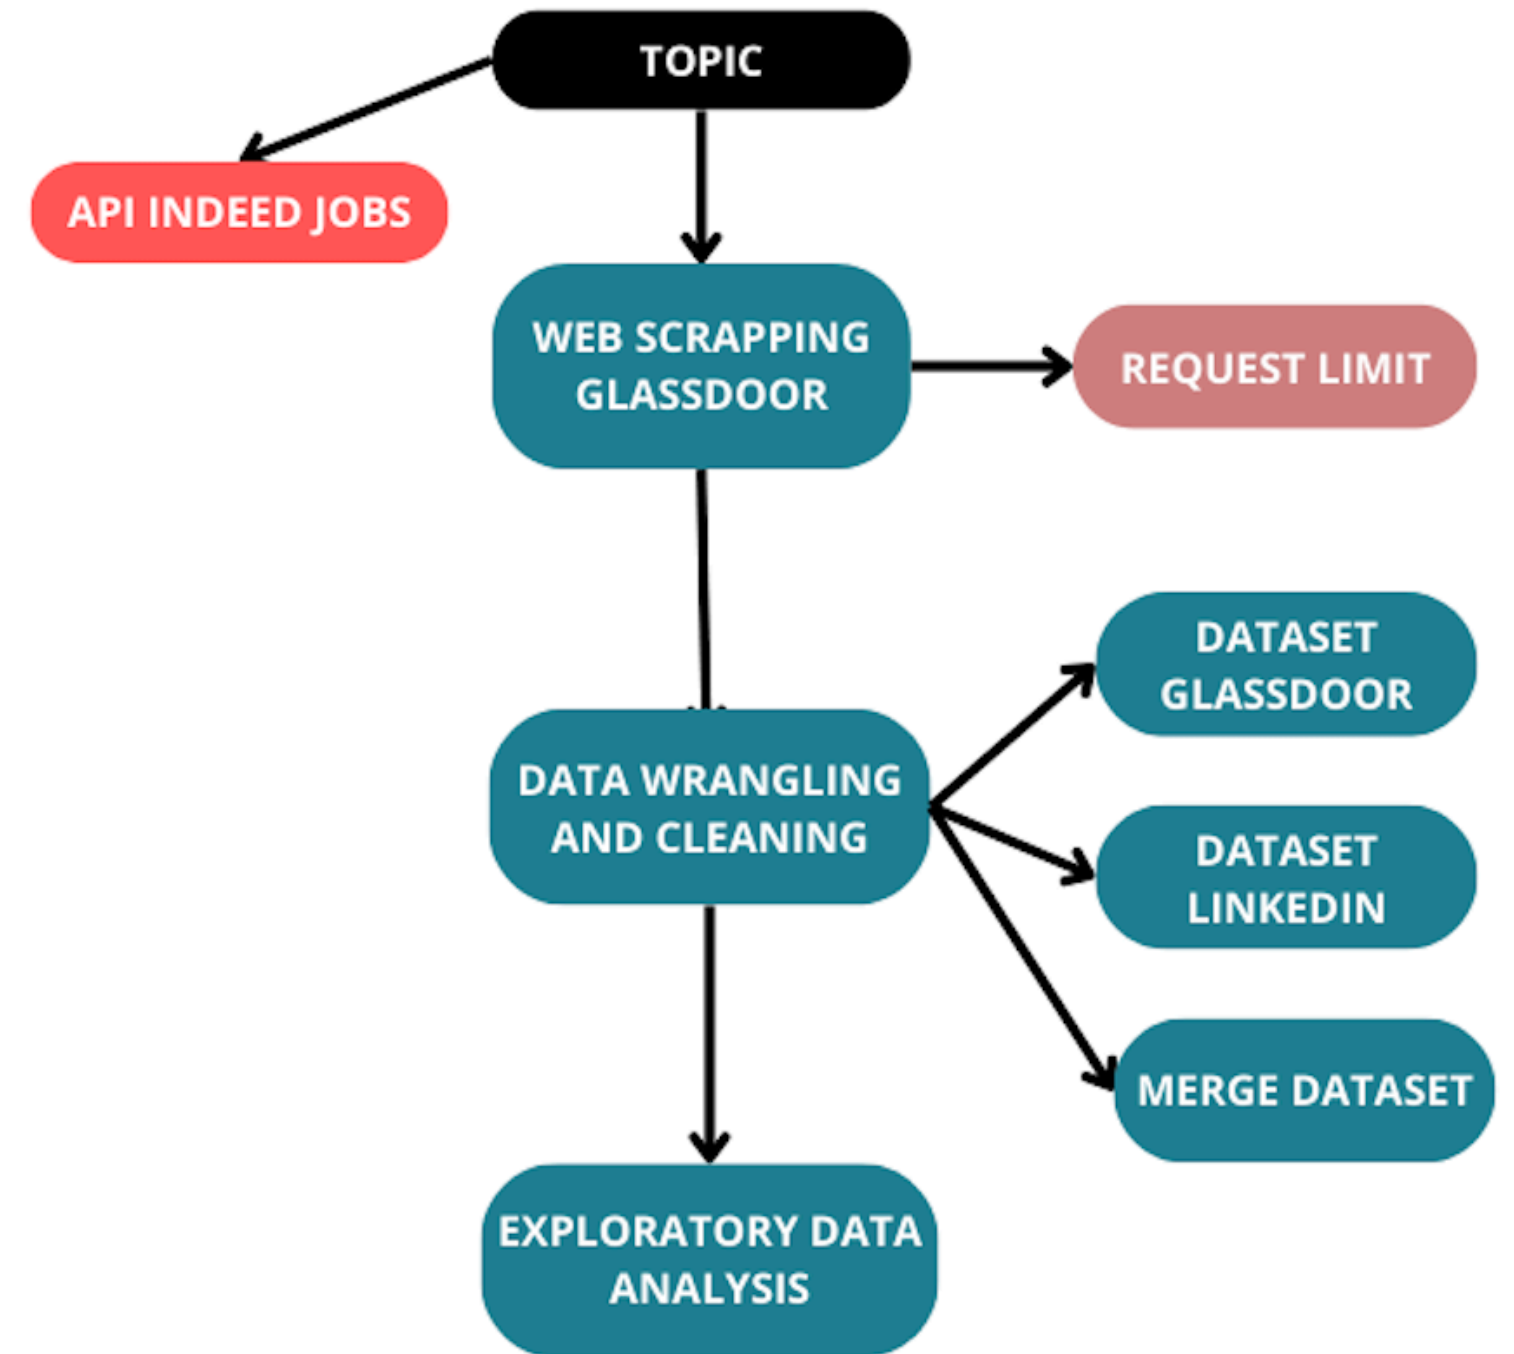 TOPIC
API INDEED JOBS
WEB SCRAPPING
GLASSDOOR
REQUEST LIMIT
DATA WRANGLING
AND CLEANING
DATASET
GLASSDOOR
DATASET
LINKEDIN
MERGE DATASET
EXPLORATORY DATA
ANALYSIS